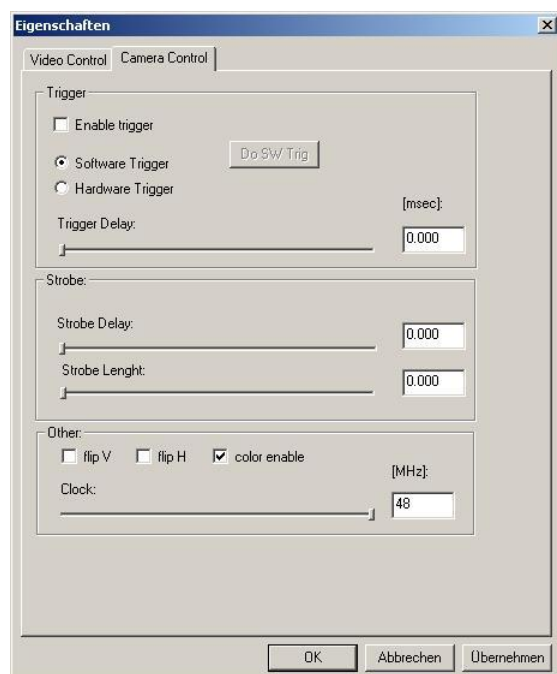 Eigenschaften
Video Control Camera Control
Trigger
Enable trigger
Do SW Trig
Software Trigger
Hardware Trigger
[msec]:
Trigger Delay:
0.000
Strobe:
Strobe Delay:
0.000
Strobe Lenght:
0.000
Other:
flip V flip H color enable
[MHz]:
Clock:
48
OK Abbrechen Übernehmen